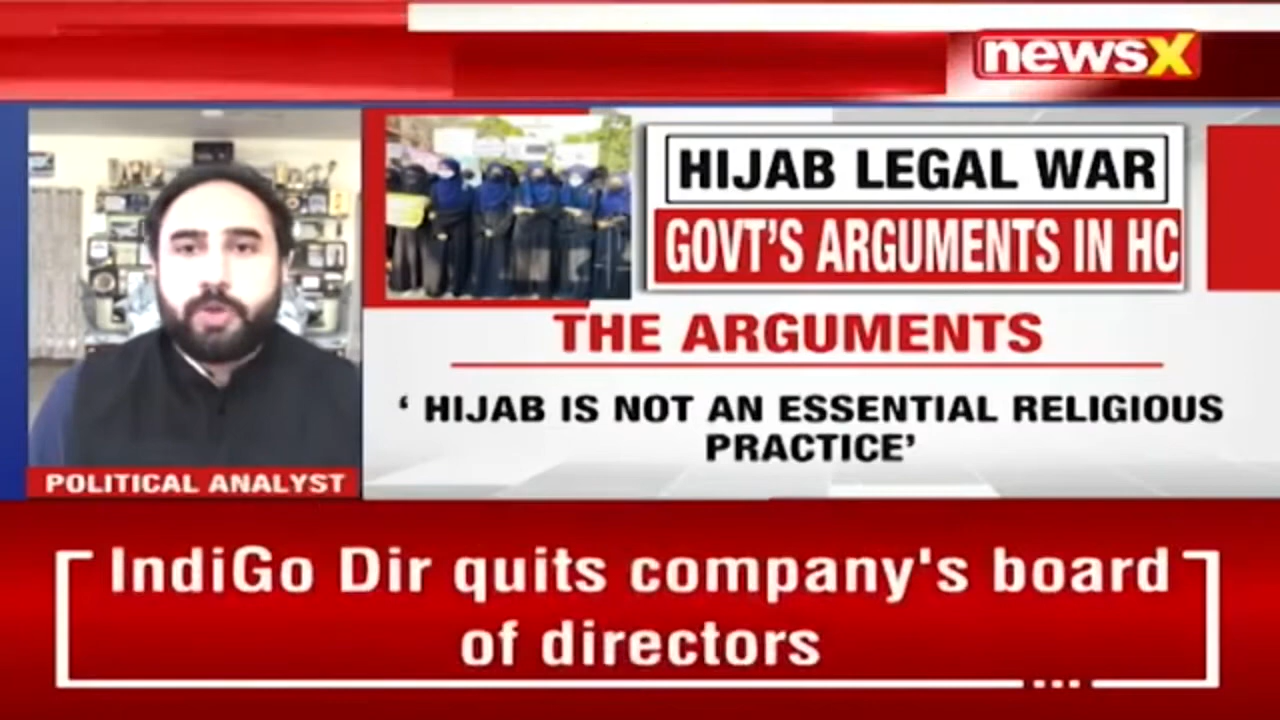 newsX
HIJAB LEGAL WAR
GOVT'S ARGUMENTS IN HC
THE ARGUMENTS
‘ HIJAB IS NOT AN ESSENTIAL RELIGIOUS
PRACTICE’
POLITICAL ANALYST
IndiGo Dir quits company's board
of directors